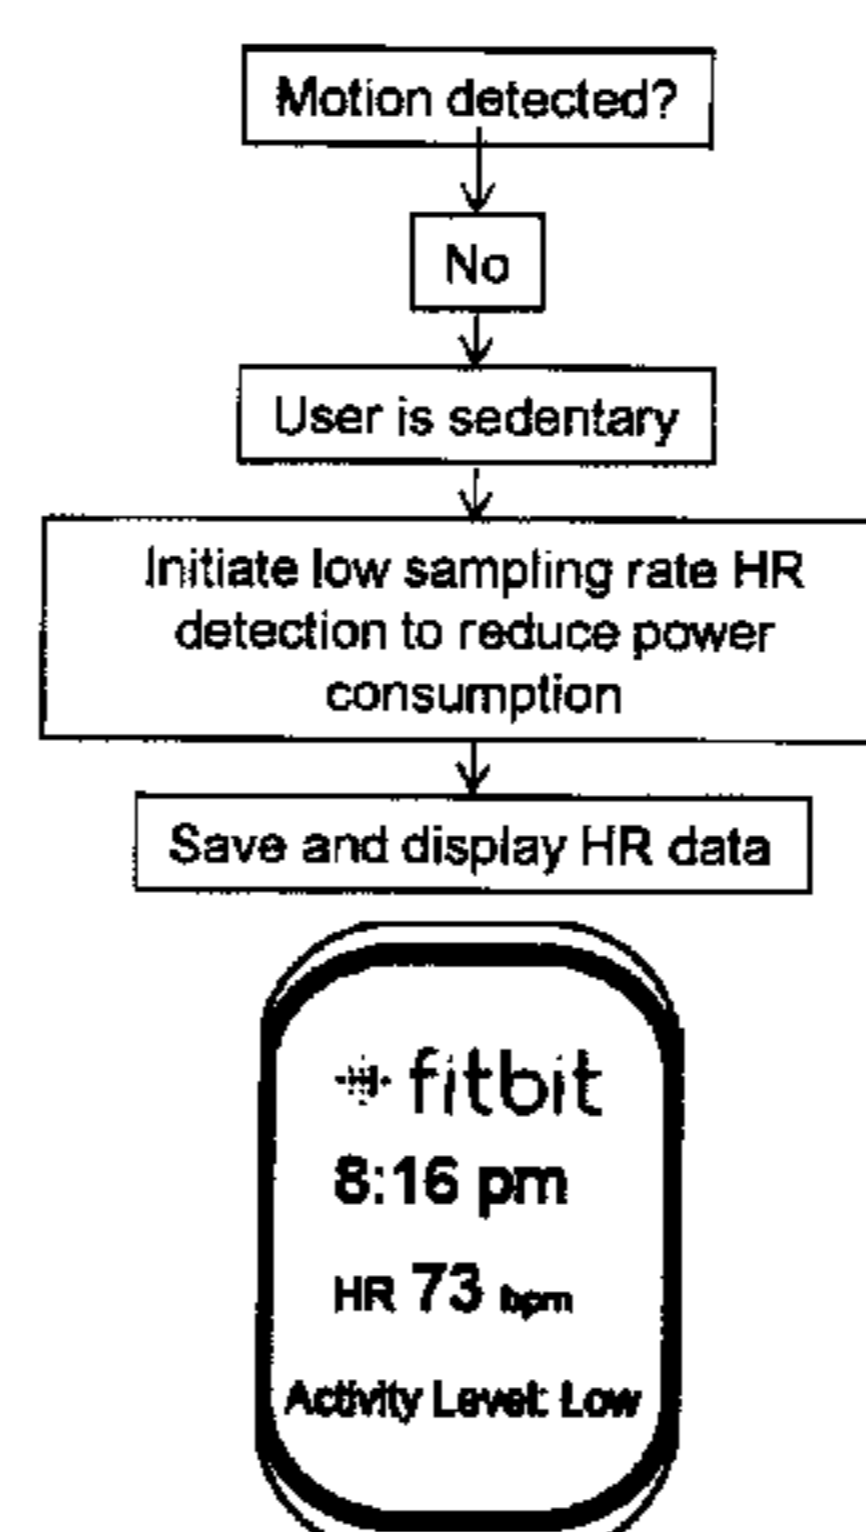 Motion detected?
No
User is sedentary
Initiate low sampling rate HR
detection to reduce power
consumption
Save and display HR data
fitbit
8:16 pm
HR 73 bpm
Activity Level: Low